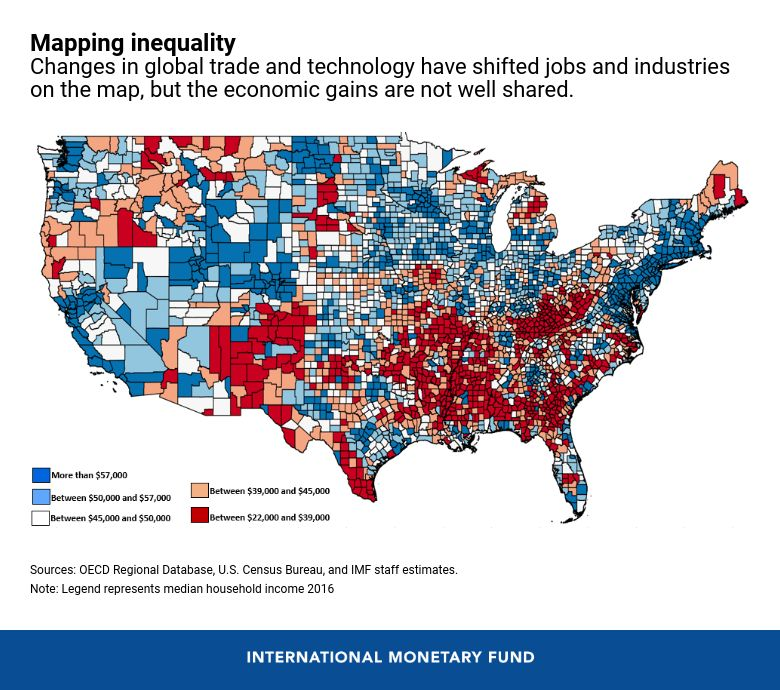 Mapping inequality
Changes in global trade and technology have shifted jobs and industries
on the map, but the economic gains are not well shared.
More than $57,000
Between $50,000 and $57,000
Between $45,000 and $50,000
Between $39,000 and $45,000
Between $22,000 and $39,000
Sources: OECD Regional Database, U.S. Census Bureau, and IMF staff estimates.
Note: Legend represents median household income 2016
INTERNATIONAL MONETARY FUND